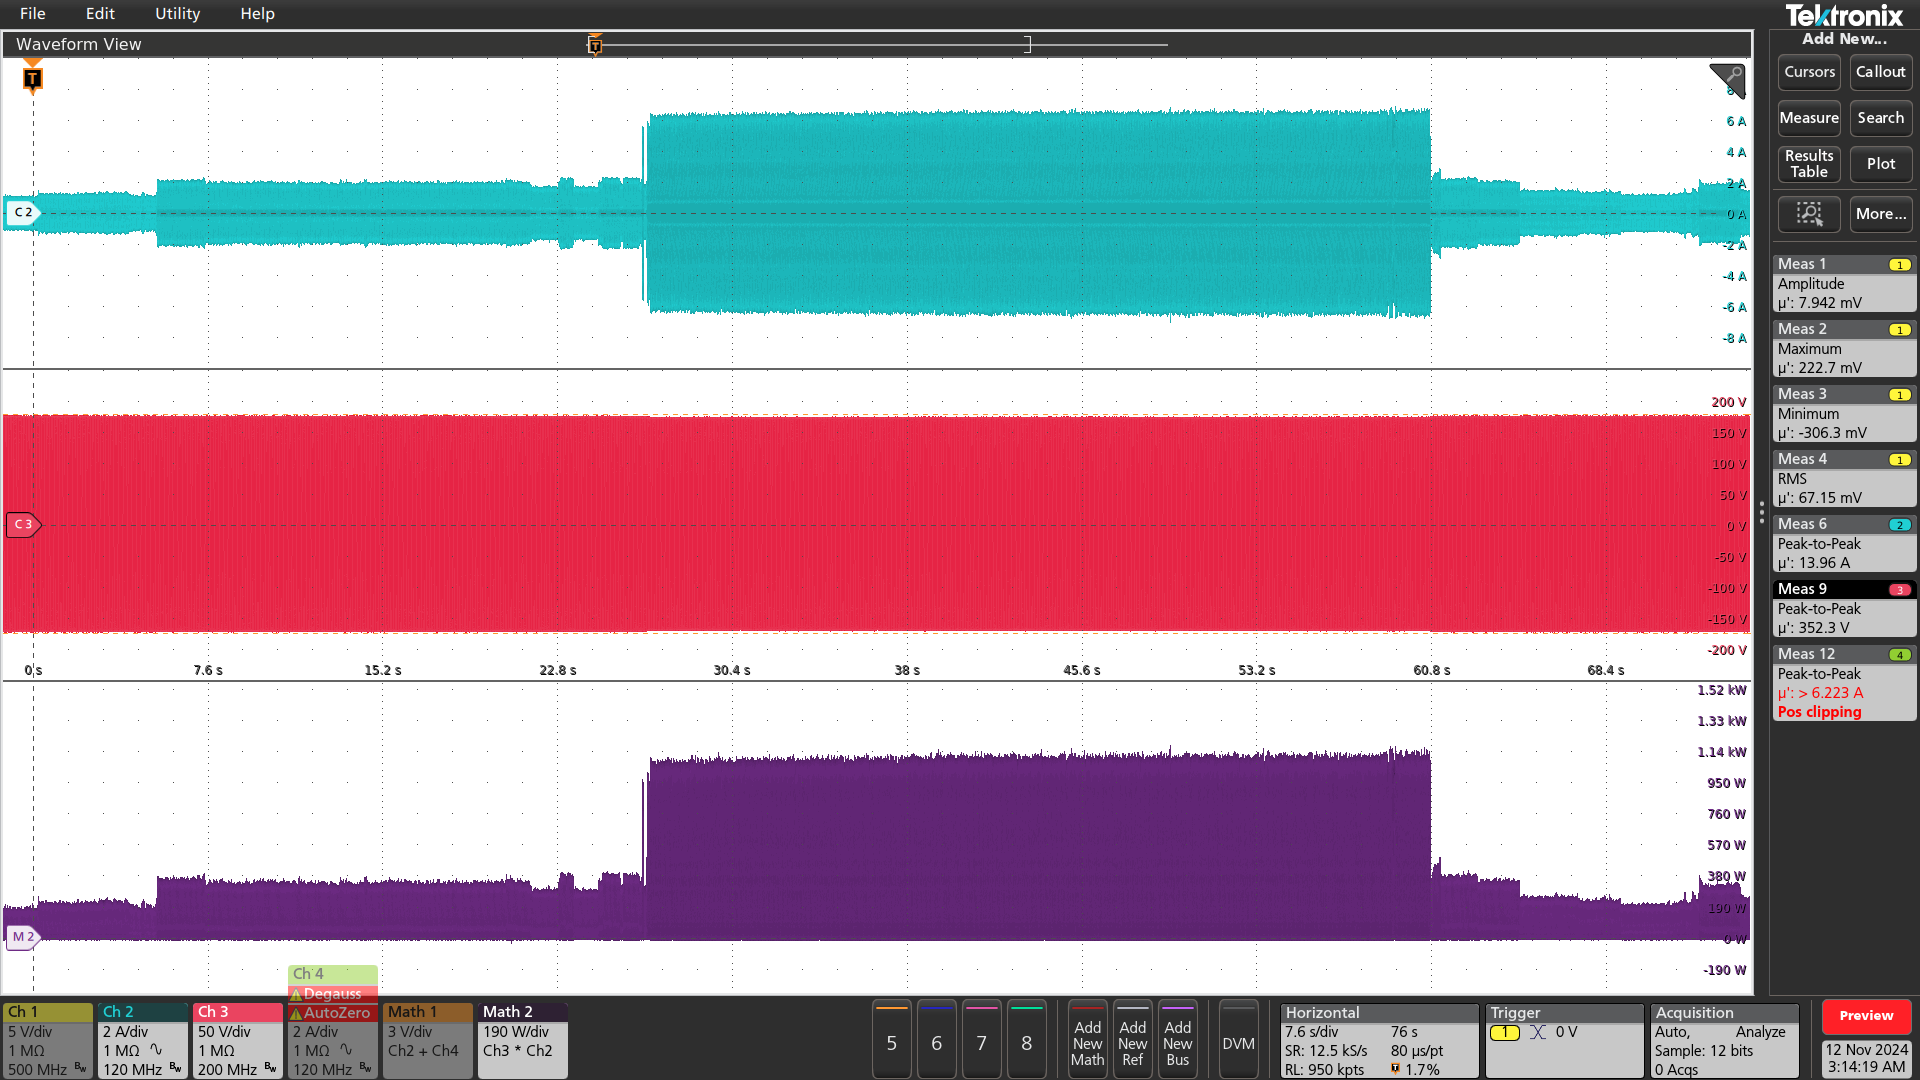 File Edit Utility Help
Tektronix
Waveform View
Add New...
T
T
Cursors Callout
Measure Search
Results Table Plot
More...
8
6 A
4 A
2 A
0 A
-2 A
-4 A
-6 A
-8 A
C 2
200 V
150 V
100 V
50 V
0 V
-50 V
-100 V
-150 V
-200 V
C 3
0 s 7.6 s 15.2 s 22.8 s 30.4 s 38 s 45.6 s 53.2 s 60.8 s 68.4 s
1.52 kW
1.33 kW
1.14 kW
950 W
760 W
570 W
380 W
190 W
0 W
-190 W
M 2
Meas 1 1
Amplitude
µ': 7.942 mV
Meas 2 1
Maximum
µ': 222.7 mV
Meas 3 1
Minimum
µ': -306.3 mV
Meas 4 1
RMS
µ': 67.15 mV
Meas 6 2
Peak-to-Peak
µ': 13.96 A
Meas 9 3
Peak-to-Peak
µ': 352.3 V
Meas 12 4
Peak-to-Peak
µ': > 6.223 A
Pos clipping
Ch 1
5 V/div
1 MΩ
500 MHz Bw
Ch 2
2 A/div
1 MΩ
120 MHz Bw
Ch 3
50 V/div
1 MΩ
200 MHz Bw
Ch 4
Degauss
AutoZero
2 A/div
1 MΩ
120 MHz Bw
Math 1
3 V/div
Ch2 + Ch4
Math 2
190 W/div
Ch3 * Ch2
5 6 7 8
Add New Math
Add New Ref
Add New Bus
DVM
Horizontal
7.6 s/div 76 s
SR: 12.5 kS/s 80 µs/pt
RL: 950 kpts T 1.7%
Trigger
1 0 V
Acquisition
Auto, Analyze
Sample: 12 bits
0 Acqs
Preview
12 Nov 2024
3:14:19 AM